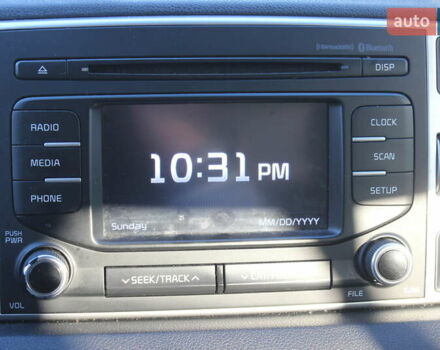 auto
SiriusXM Bluetooth
DISP
RADIO
CLOCK
MEDIA
SCAN
PHONE
SETUP
10:31 PM
Sunday
MM/DD/YYYY
PUSH
PWR
SEEK/TRACK
VOL
FILE